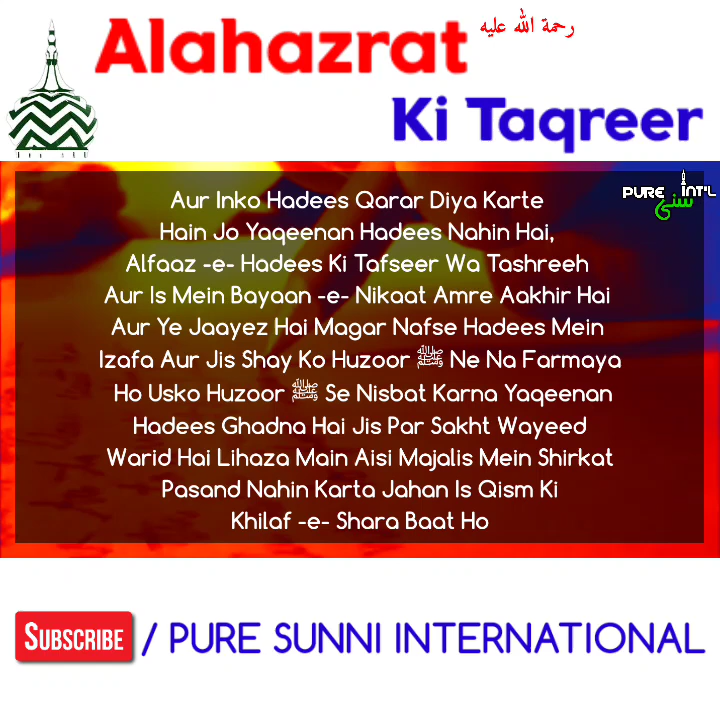 Alahazrat رحمة الله عليه
Ki Taqreer
PURE سنی INT'L
Aur Inko Hadees Qarar Diya Karte
Hain Jo Yaqeenan Hadees Nahin Hai,
Alfaaz -e- Hadees Ki Tafseer Wa Tashreeh
Aur Is Mein Bayaan -e- Nikaat Amre Aakhir Hai
Aur Ye Jaayez Hai Magar Nafse Hadees Mein
Izafa Aur Jis Shay Ko Huzoor ﷺ Ne Na Farmaya
Ho Usko Huzoor ﷺ Se Nisbat Karna Yaqeenan
Hadees Ghadna Hai Jis Par Sakht Wayeed
Warid Hai Lihaza Main Aisi Majalis Mein Shirkat
Pasand Nahin Karta Jahan Is Qism Ki
Khilaf -e- Shara Baat Ho
SUBSCRIBE / PURE SUNNI INTERNATIONAL